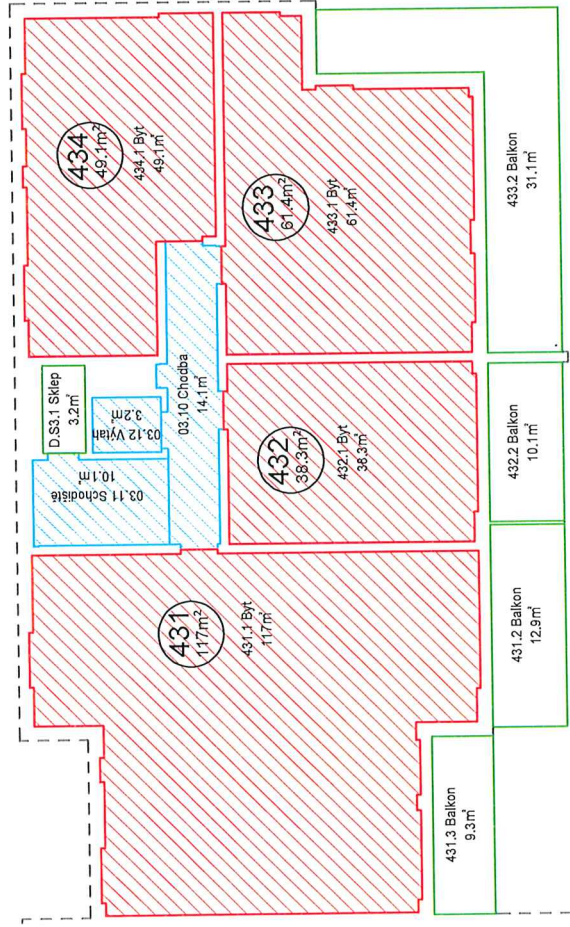 434
49.1m²
434.1 Byt
49.1m²
433
61.4m²
433.1 Byt
61.4m²
433.2 Balkon
31.1m²
D.S3.1 Sklep
3.2m²
03.12 Výtah
3.2m²
03.11 Schodiště
10.1m²
03.10 Chodba
14.1m²
432
38.3m²
432.1 Byt
38.3m²
432.2 Balkon
10.1m²
431
117m²
431.1 Byt
117m²
431.2 Balkon
12.9m²
431.3 Balkon
9.3m²